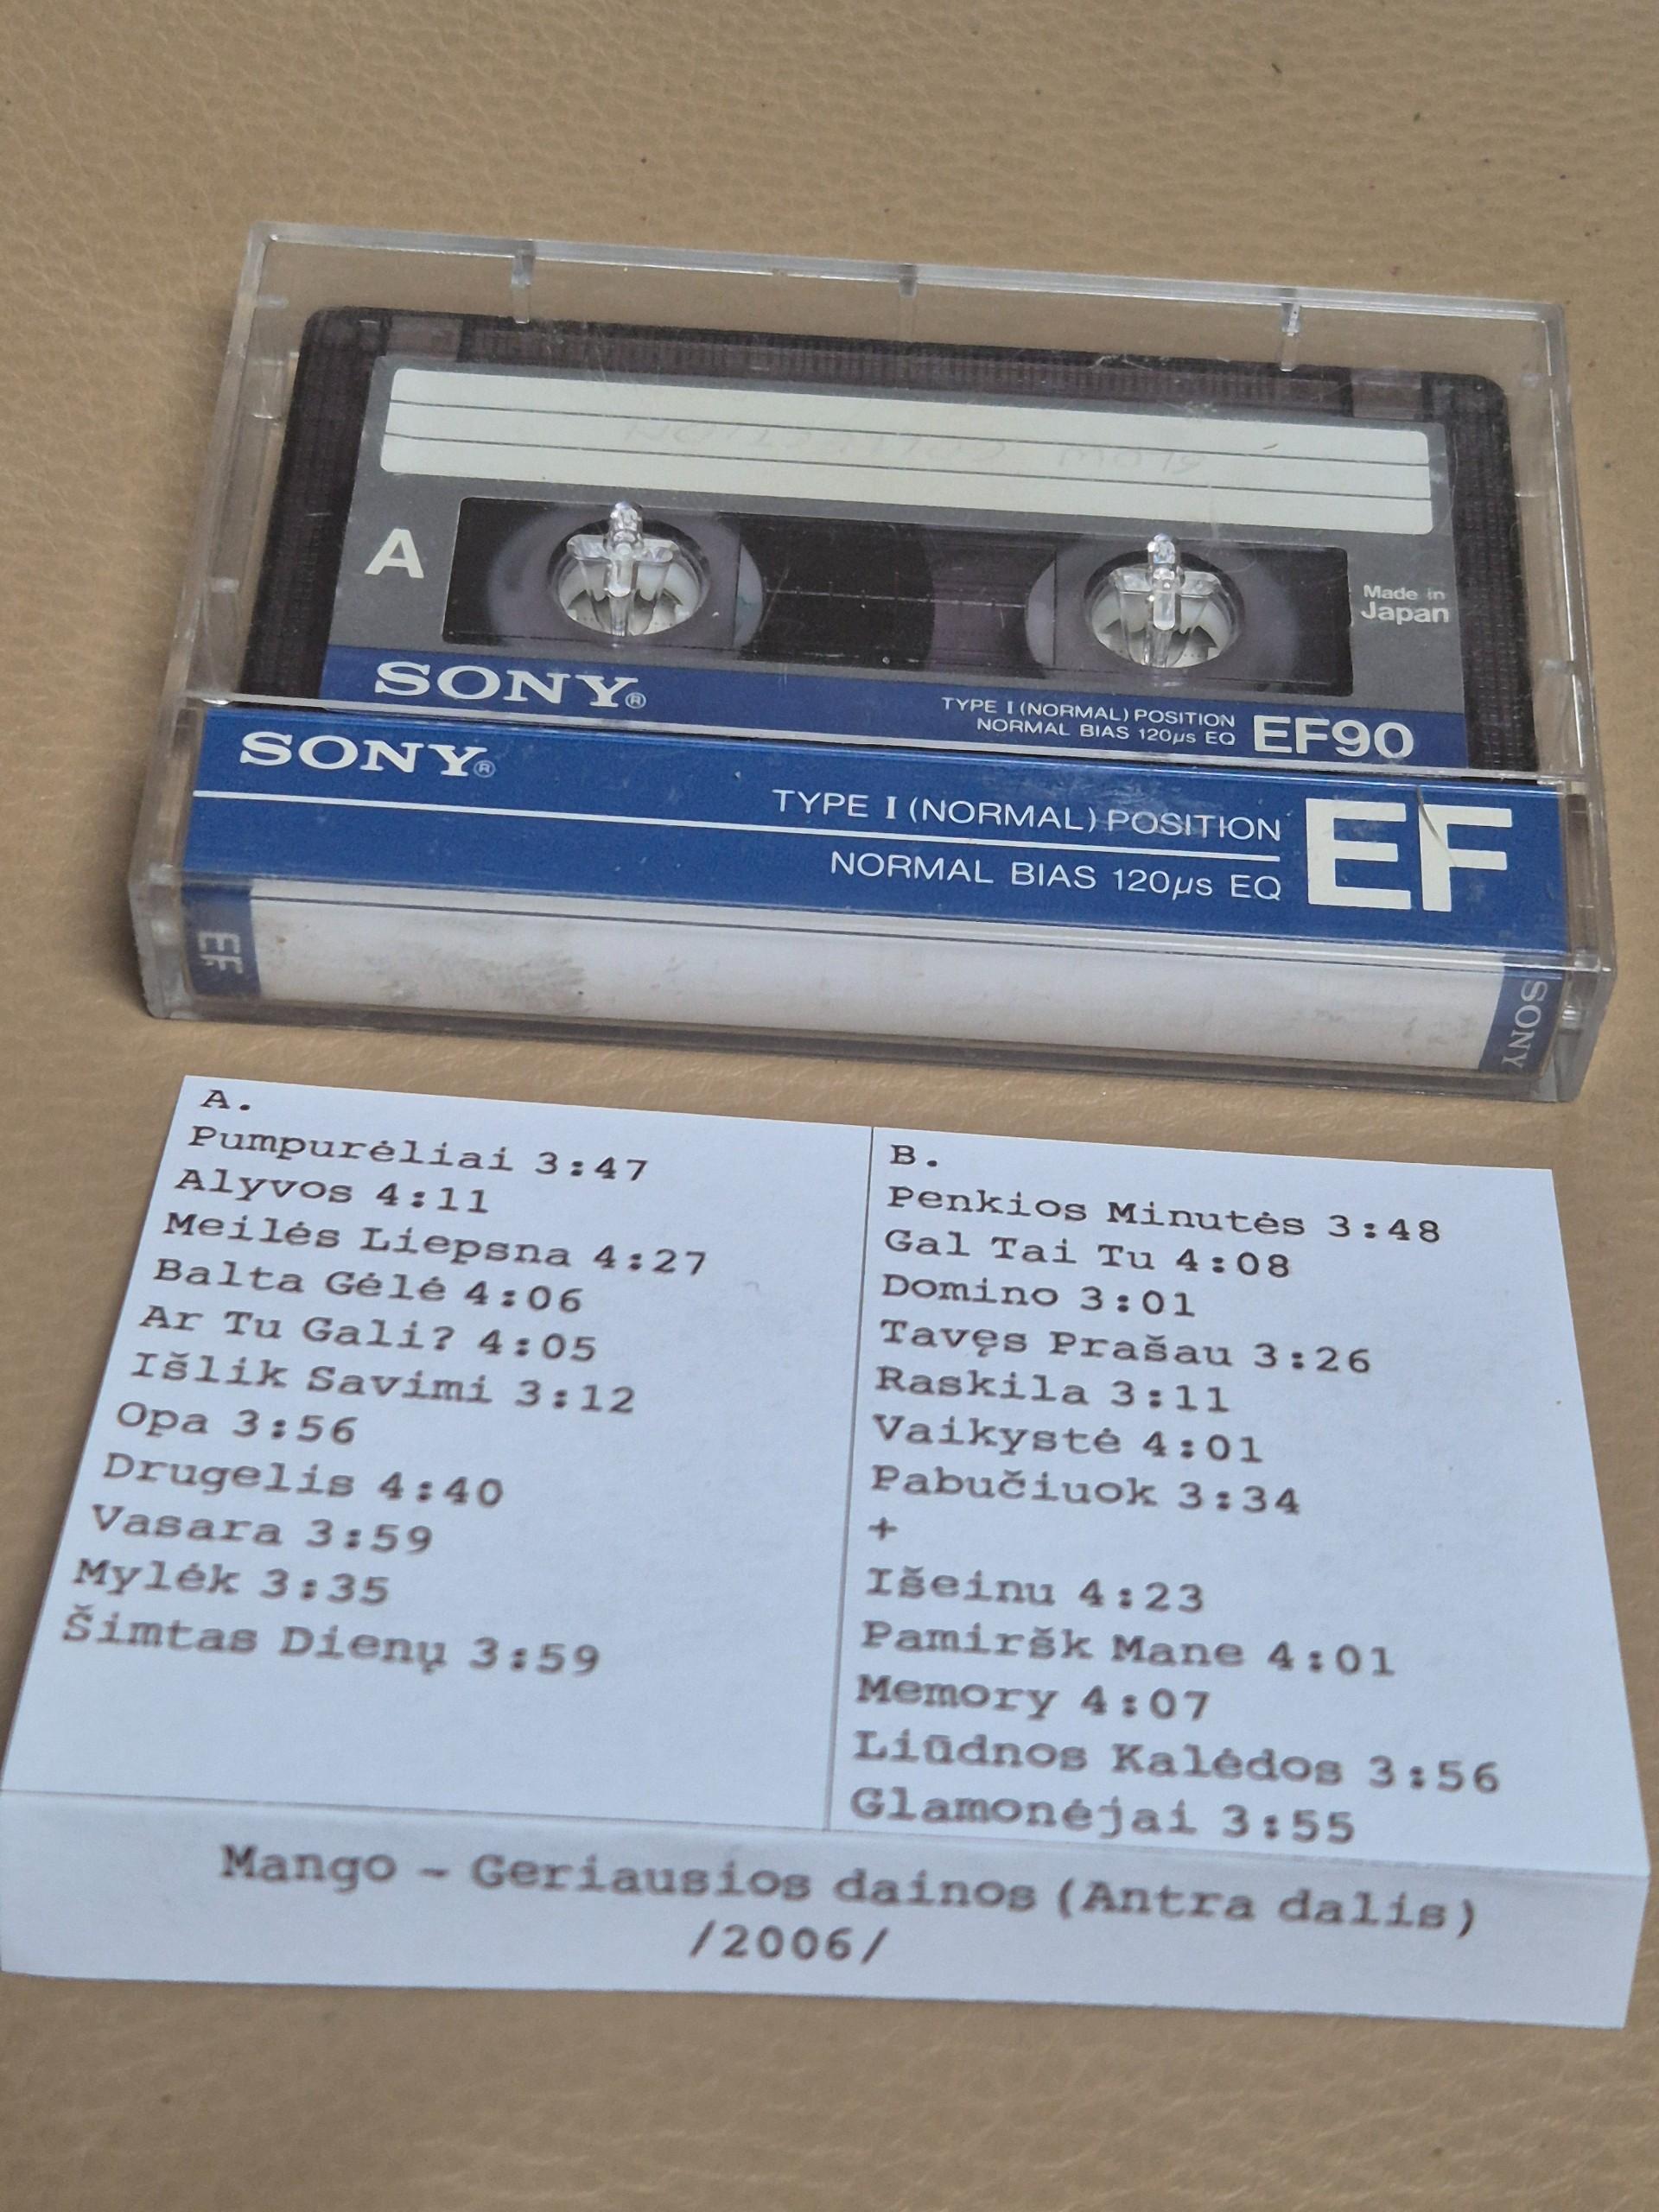 SLOW COLLECTION
A
Made in
Japan
SONY®
TYPE I (NORMAL) POSITION
NORMAL BIAS 120µs EQ
EF90
SONY®
TYPE I (NORMAL) POSITION
NORMAL BIAS 120µs EQ
EF
EF
SONY
A.
Pumpurėliai 3:47
Alyvos 4:11
Meilės Liepsna 4:27
Balta Gėlė 4:06
Ar Tu Gali? 4:05
Išlik Savimi 3:12
Opa 3:56
Drugelis 4:40
Vasara 3:59
Mylėk 3:35
Šimtas Dienų 3:59
B.
Penkios Minutės 3:48
Gal Tai Tu 4:08
Domino 3:01
Tavęs Prašau 3:26
Raskila 3:11
Vaikystė 4:01
Pabučiuok 3:34
+
Išeinu 4:23
Pamiršk Mane 4:01
Memory 4:07
Liūdnos Kalėdos 3:56
Glamonėjai 3:55
Mango - Geriausios dainos (Antra dalis)
/2006/